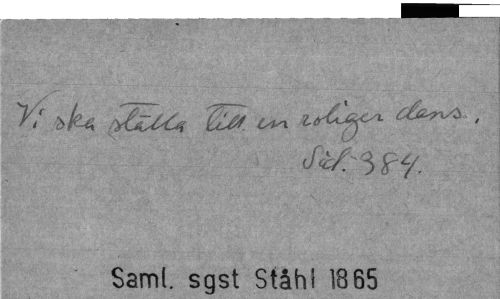 Vi ska ställa till en roliger dans.
Sid. 384.
Saml. sgst Ståhl 1865